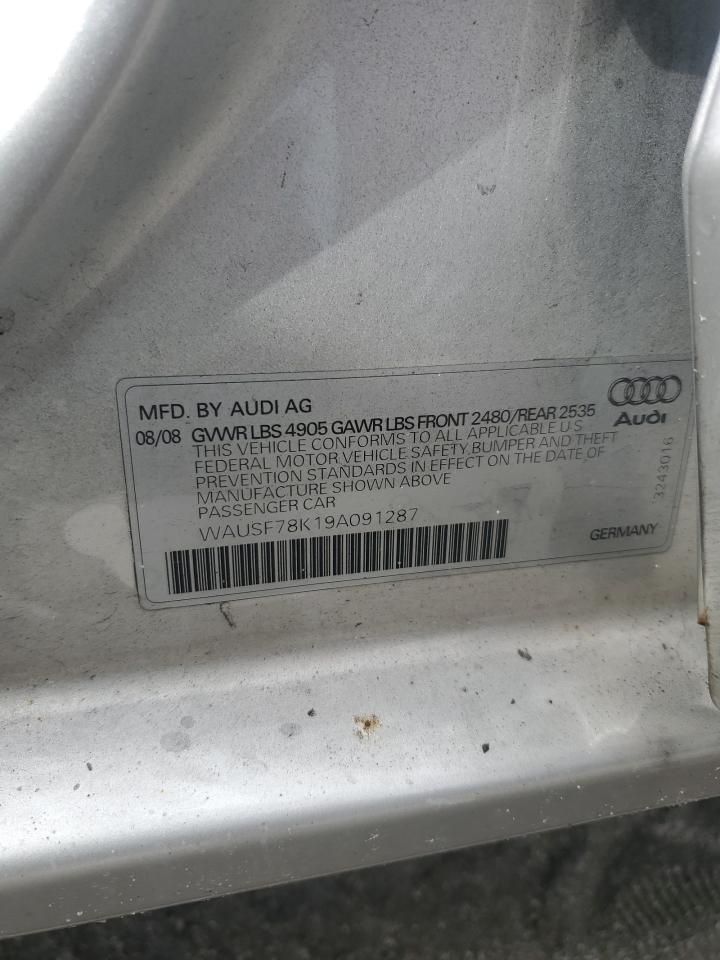 MFD. BY AUDI AG
08/08 GVWR LBS 4905 GAWR LBS FRONT 2480/REAR 2535
THIS VEHICLE CONFORMS TO ALL APPLICABLE U.S
FEDERAL MOTOR VEHICLE SAFETY,BUMPER AND THEFT
PREVENTION STANDARDS IN EFFECT ON THE DATE OF
MANUFACTURE SHOWN ABOVE
PASSENGER CAR
WAUSF78K19A091287
Audi
3243016
GERMANY